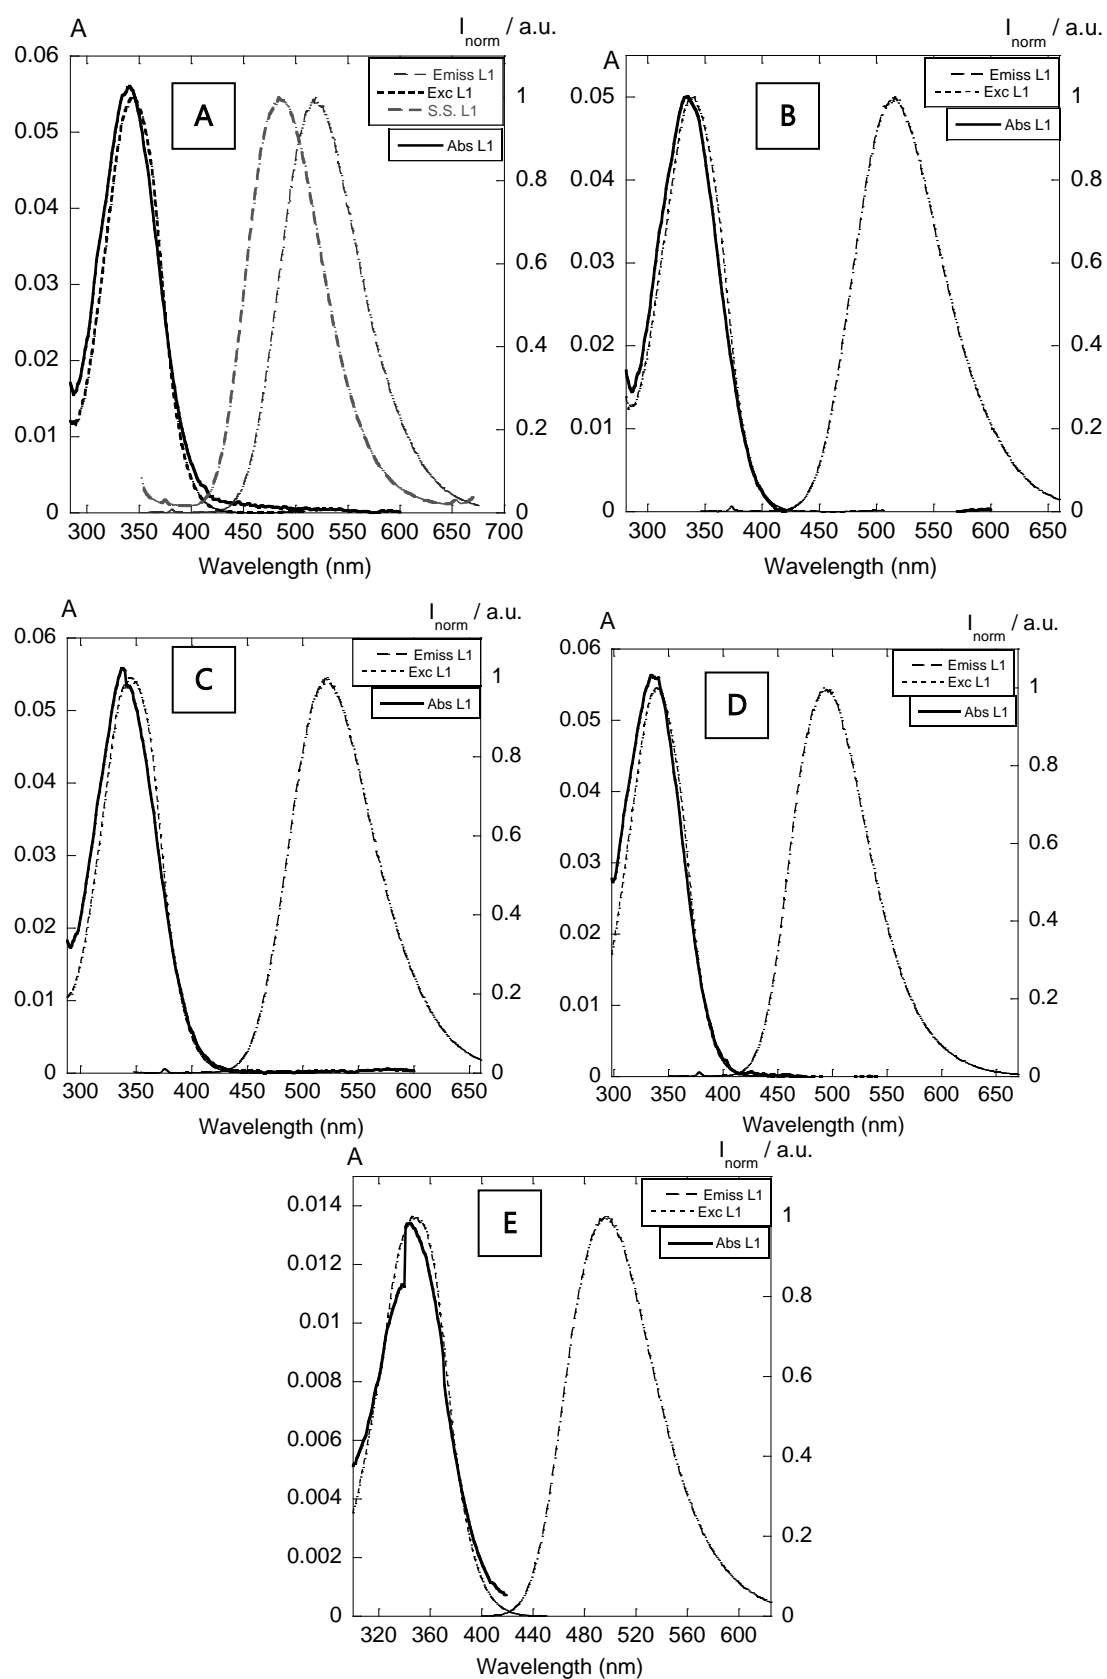 A
I norm / a.u.
0.06
0.05
0.04
0.03
0.02
0.01
0
A
Emiss L1
Exc L1
S.S. L1
Abs L1
1
0.8
0.6
0.4
0.2
0
300 350 400 450 500 550 600 650 700
Wavelength (nm)
A
I norm / a.u.
0.05
0.04
0.03
0.02
0.01
0
B
Emiss L1
Exc L1
Abs L1
1
0.8
0.6
0.4
0.2
0
300 350 400 450 500 550 600 650
Wavelength (nm)
A
I norm / a.u.
0.06
0.05
0.04
0.03
0.02
0.01
0
C
Emiss L1
Exc L1
Abs L1
1
0.8
0.6
0.4
0.2
0
300 350 400 450 500 550 600 650
Wavelength (nm)
A
I norm / a.u.
0.06
0.05
0.04
0.03
0.02
0.01
0
D
Emiss L1
Exc L1
Abs L1
1
0.8
0.6
0.4
0.2
0
300 350 400 450 500 550 600 650
Wavelength (nm)
A
I norm / a.u.
0.014
0.012
0.01
0.008
0.006
0.004
0.002
0
E
Emiss L1
Exc L1
Abs L1
1
0.8
0.6
0.4
0.2
0
320 360 400 440 480 520 560 600
Wavelength (nm)